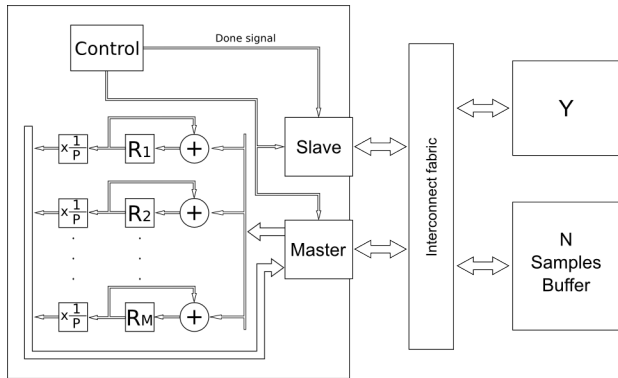 Control
Done signal
Slave
Master
x 1/P
R1
+
x 1/P
R2
+
. .
. .
. .
x 1/P
RM
+
Interconnect fabric
Y
N
Samples
Buffer